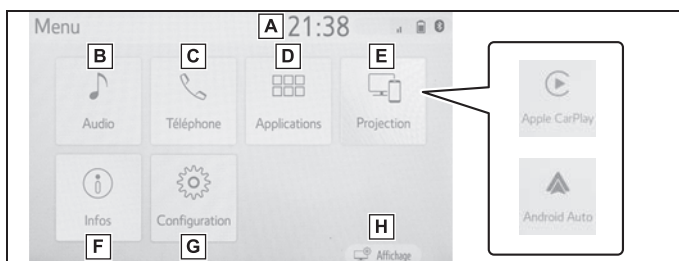 Menu A 21:38
B C D E
Audio Téléphone Applications Projection Apple CarPlay
Infos Configuration Android Auto
H
F G Affichage